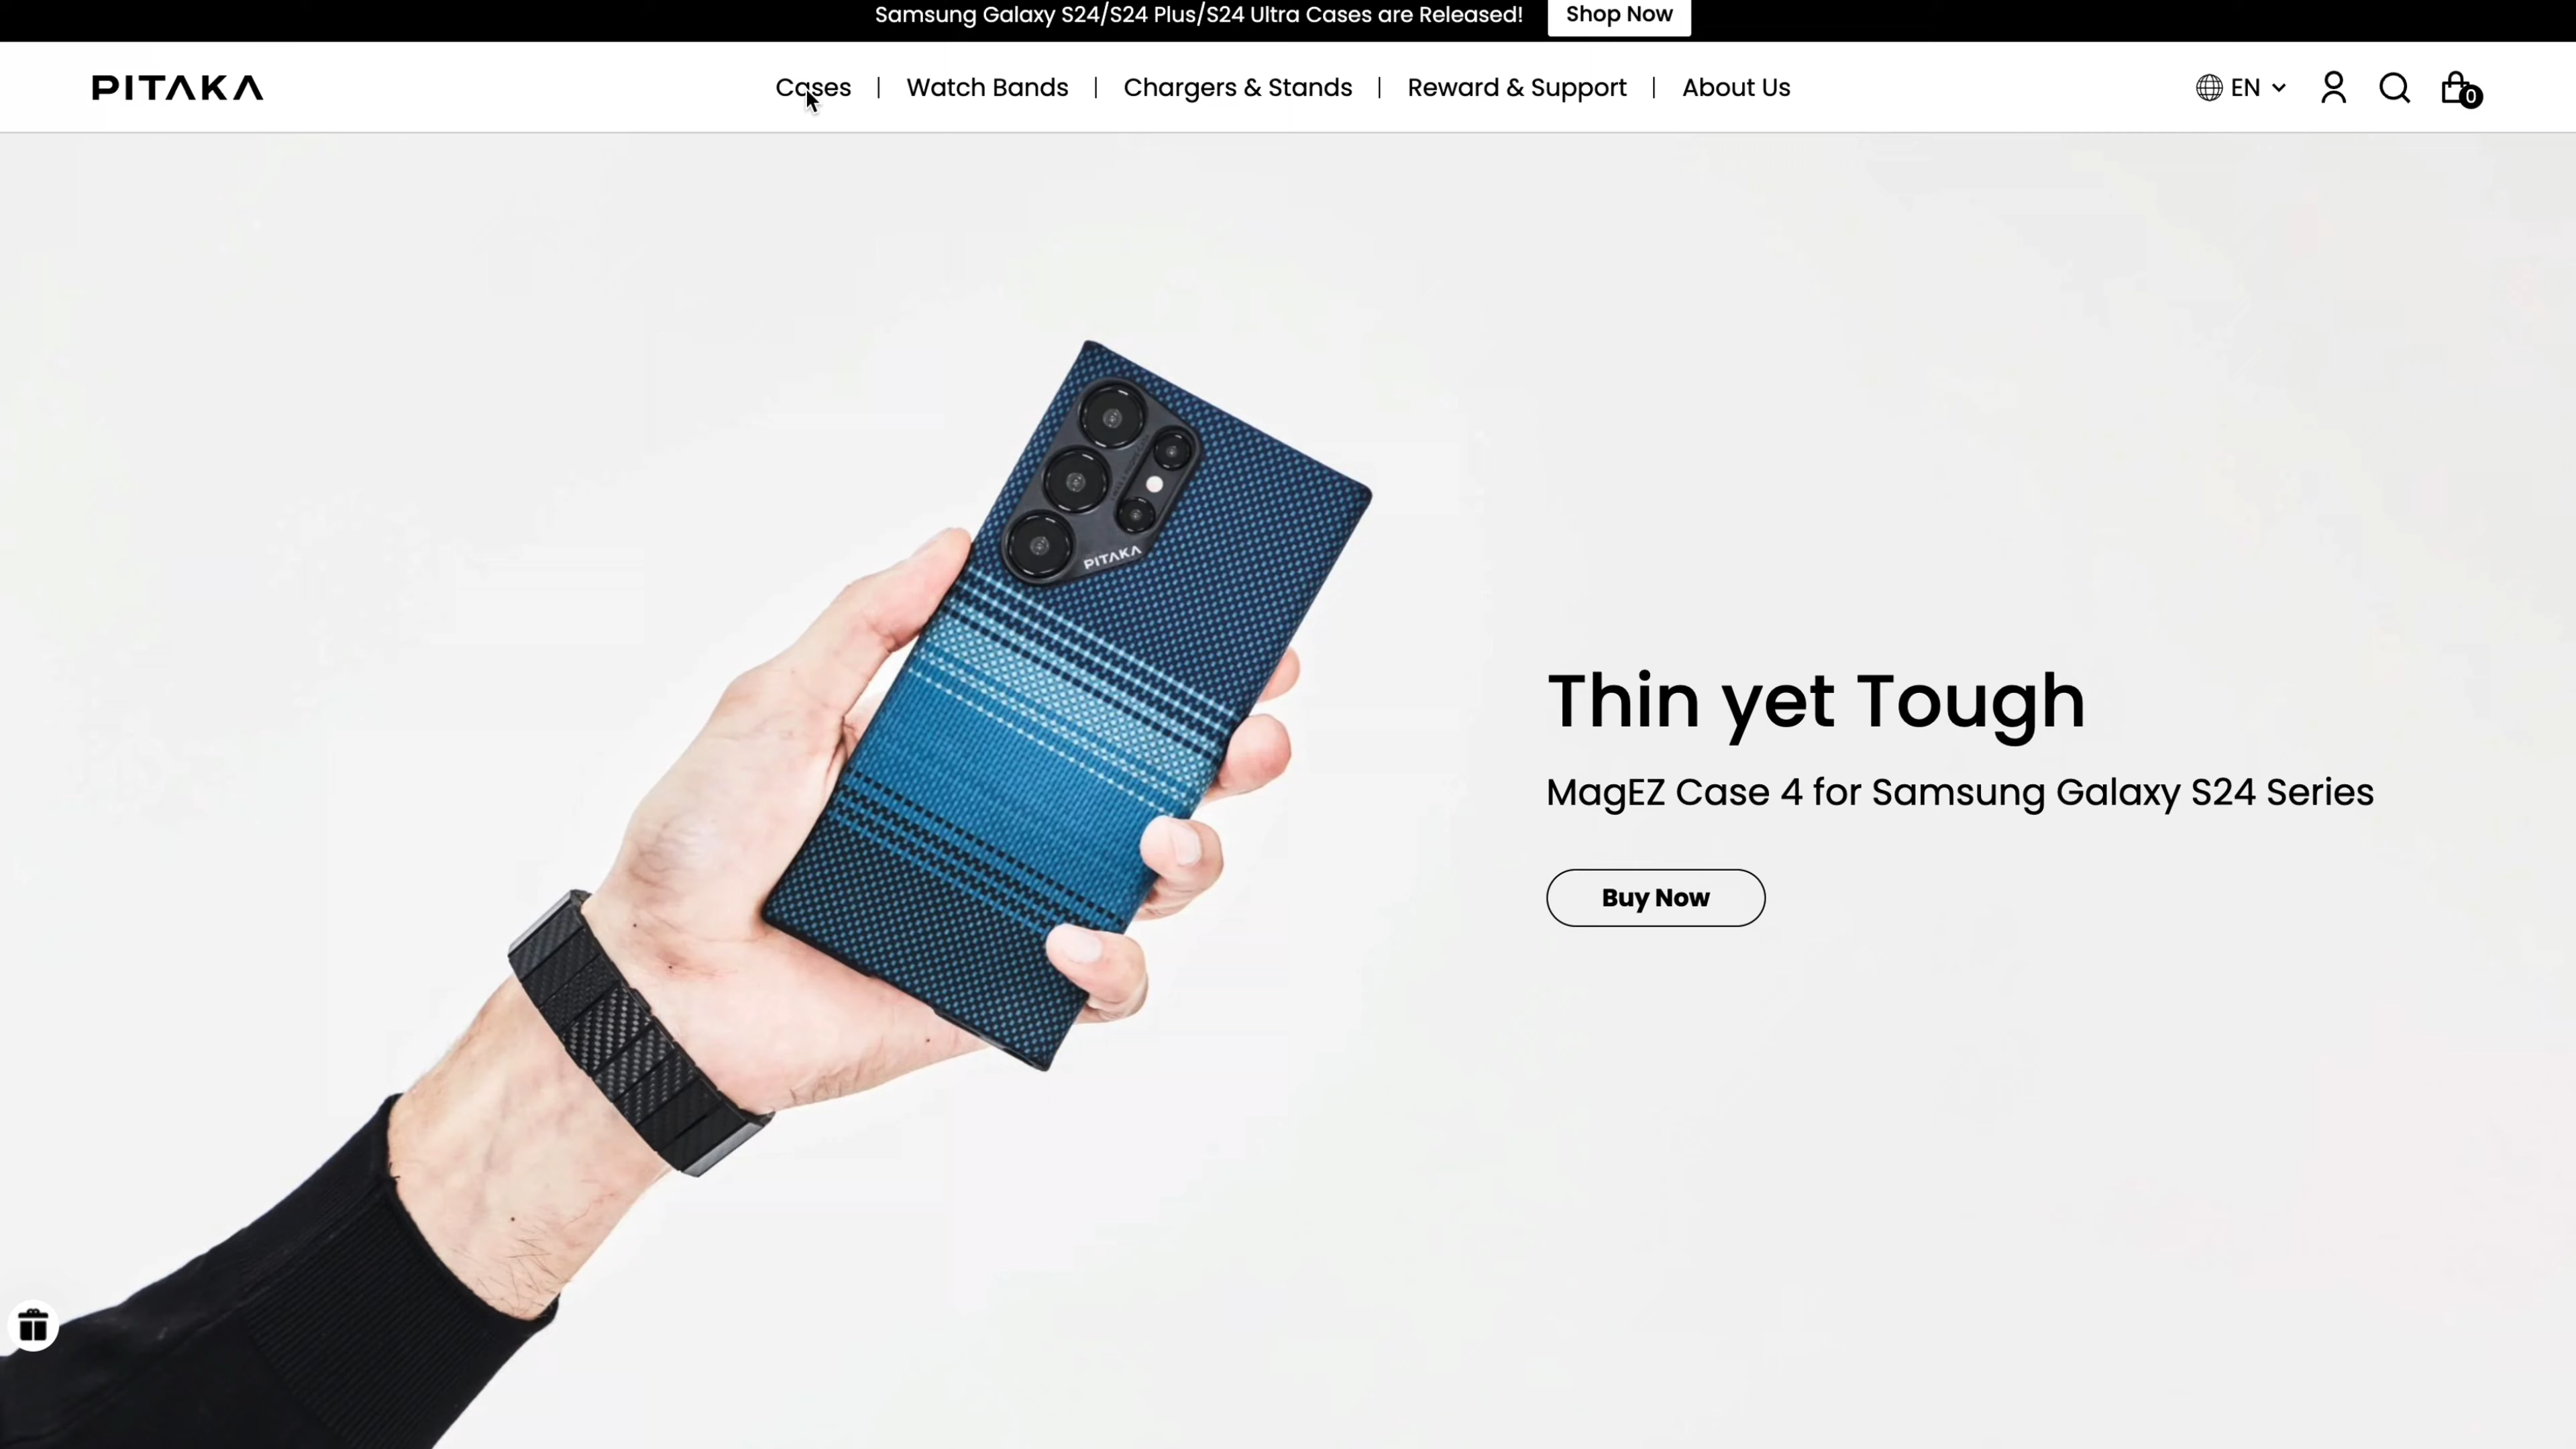 Samsung Galaxy S24/S24 Plus/S24 Ultra Cases are Released! Shop Now
PITAKA Cases | Watch Bands | Chargers & Stands | Reward & Support | About Us EN 0
PITAKA
Thin yet Tough
MagEZ Case 4 for Samsung Galaxy S24 Series
Buy Now